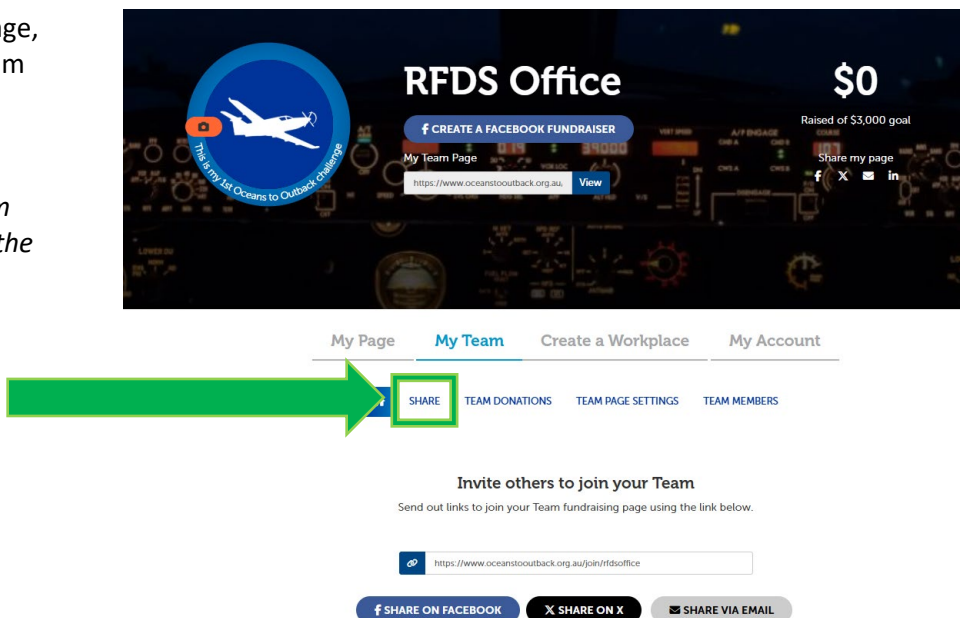 ge,
m
n
the
RFDS Office
CREATE A FACEBOOK FUNDRAISER
My Team Page
https://www.oceanstooutback.org.au,
View
This is my 1st Oceans to Outback challenge
$0
Raised of $3,000 goal
Share my page
My Page
My Team
Create a Workplace
My Account
SHARE
TEAM DONATIONS
TEAM PAGE SETTINGS
TEAM MEMBERS
Invite others to join your Team
Send out links to join your Team fundraising page using the link below.
https://www.oceanstooutback.org.au/join/rfdsoffice
SHARE ON FACEBOOK
SHARE ON X
SHARE VIA EMAIL